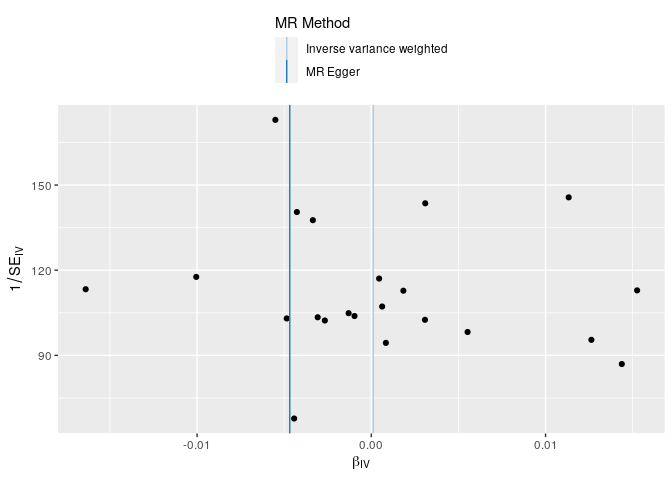 MR Method
Inverse variance weighted
MR Egger
150
120
90
1/SE_IV
-0.01
0.00
0.01
β_IV